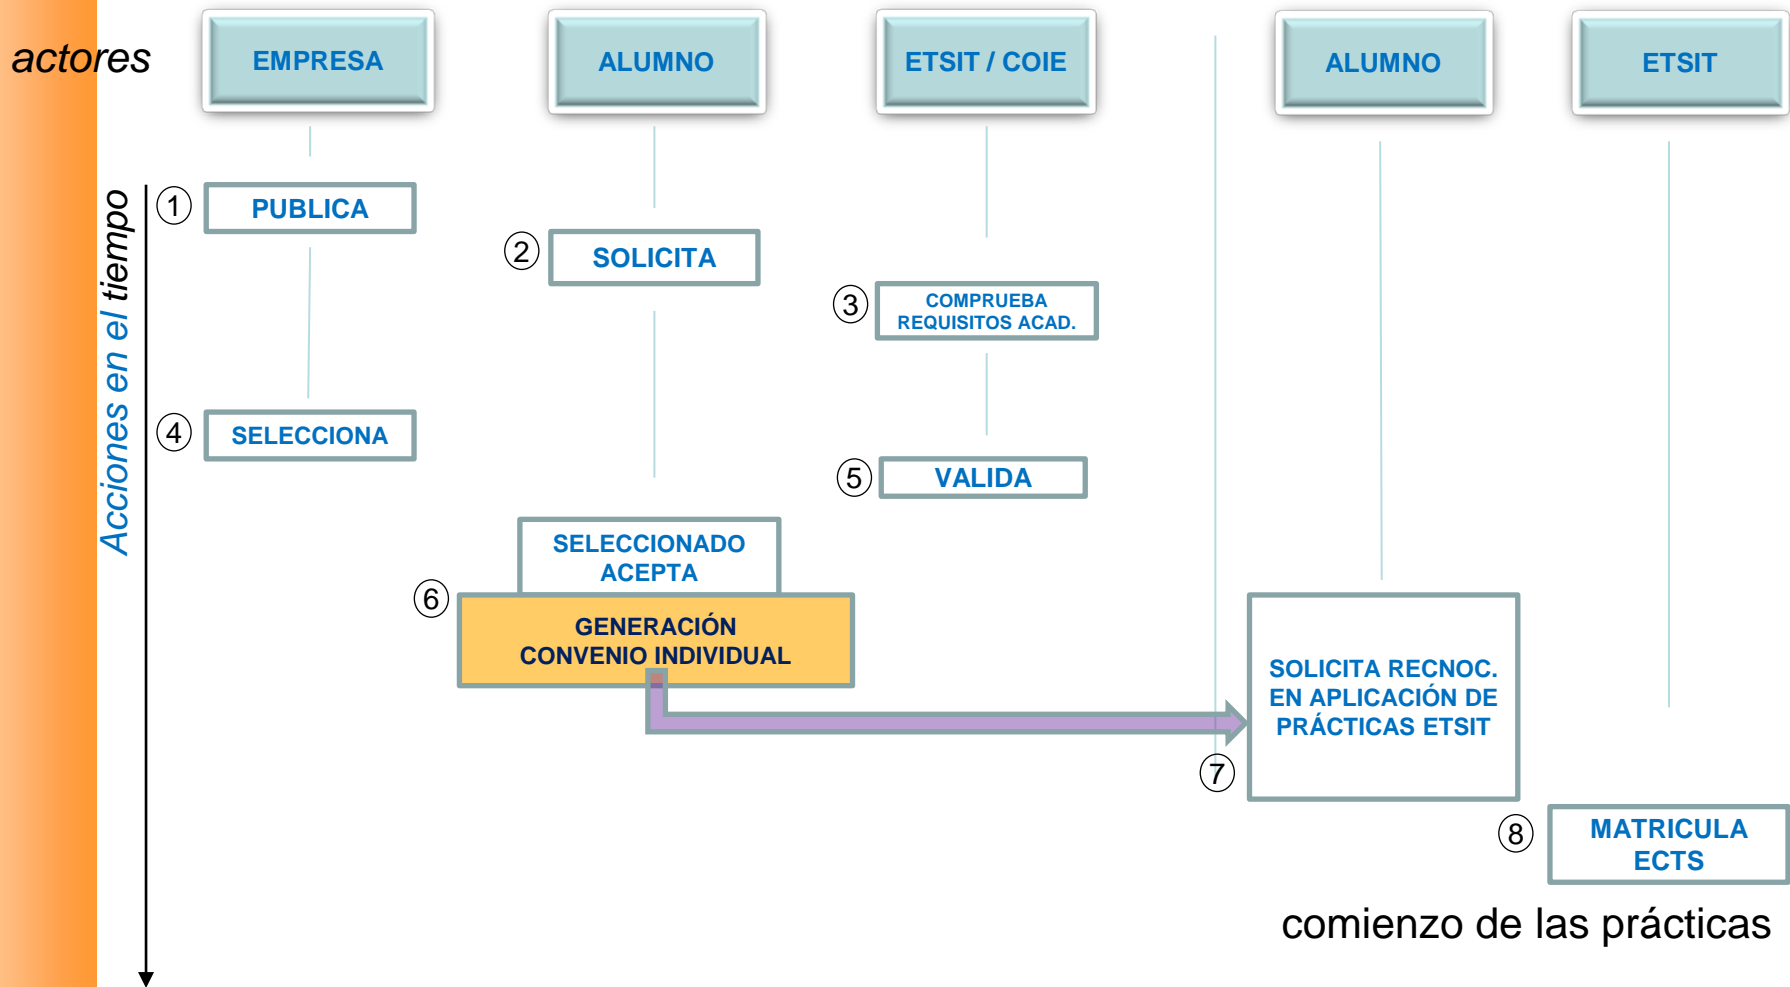 actores
EMPRESA
ALUMNO
ETSIT / COIE
ALUMNO
ETSIT
Acciones en el tiempo
1
PUBLICA
2
SOLICITA
3
COMPRUEBA
REQUISITOS ACAD.
4
SELECCIONA
5
VALIDA
SELECCIONADO
ACEPTA
6
GENERACIÓN
CONVENIO INDIVIDUAL
SOLICITA RECNOC.
EN APLICACIÓN DE
PRÁCTICAS ETSIT
7
8
MATRICULA
ECTS
comienzo de las prácticas